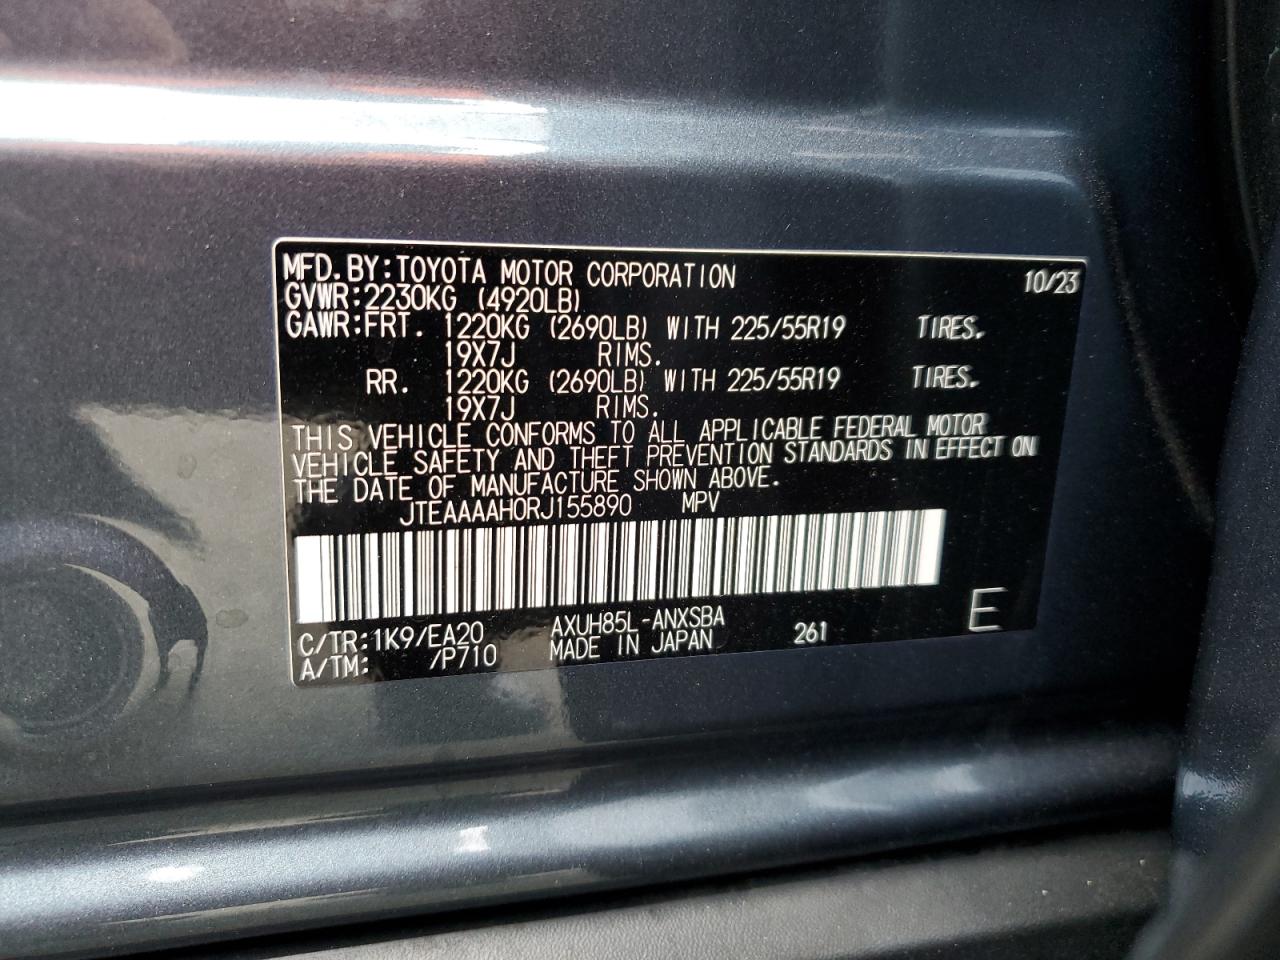 MFD. BY: TOYOTA MOTOR CORPORATION 10/23
GVWR: 2230KG (4920LB)
GAWR: FRT. 1220KG (2690LB) WITH 225/55R19 TIRES.
19X7J RIMS.
RR. 1220KG (2690LB) WITH 225/55R19 TIRES.
19X7J RIMS.
THIS VEHICLE CONFORMS TO ALL APPLICABLE FEDERAL MOTOR
VEHICLE SAFETY AND THEFT PREVENTION STANDARDS IN EFFECT ON
THE DATE OF MANUFACTURE SHOWN ABOVE.
JTEAAAAH0RJ155890 MPV
C/TR: 1K9/EA20 AXUH85L-ANXSBA 261 E
A/TM: /P710 MADE IN JAPAN